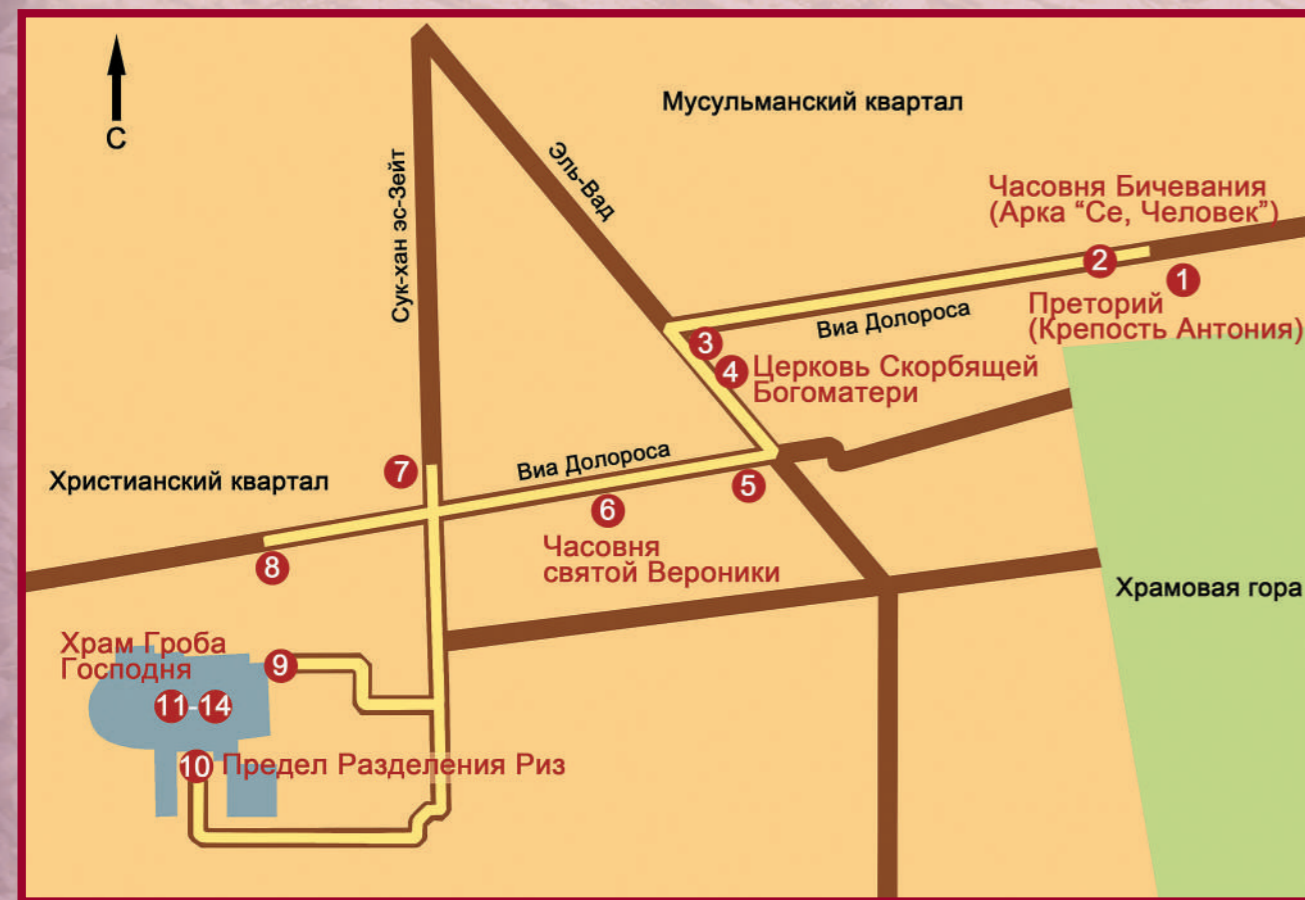 С
Мусульманский квартал
Сук-хан эс-Зейт
Эль-Вад
Часовня Бичевания
(Арка “Се, Человек”)
2
1
Преторий
(Крепость Антония)
Виа Долороса
3
4
Церковь Скорбящей
Богоматери
7
Виа Долороса
Христианский квартал
5
6
Часовня
святой Вероники
8
Храмовая гора
Храм Гроба
Господня
9
11-14
10
Предел Разделения Риз